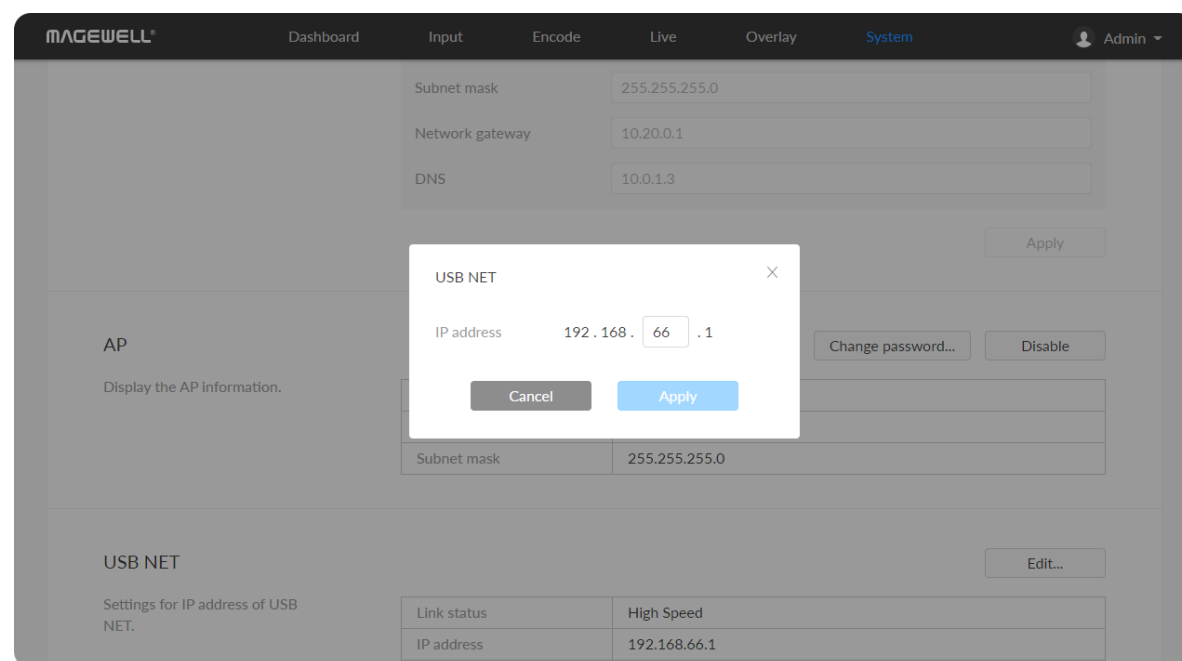 MAGEWELL®
Dashboard Input Encode Live Overlay System Admin
Subnet mask 255.255.255.0
Network gateway 10.20.0.1
DNS 10.0.1.3
Apply
USB NET
IP address 192 . 168 . 66 . 1
Cancel Apply
AP Change password... Disable
Display the AP information.
Subnet mask 255.255.255.0
USB NET Edit...
Settings for IP address of USB
NET.
Link status High Speed
IP address 192.168.66.1